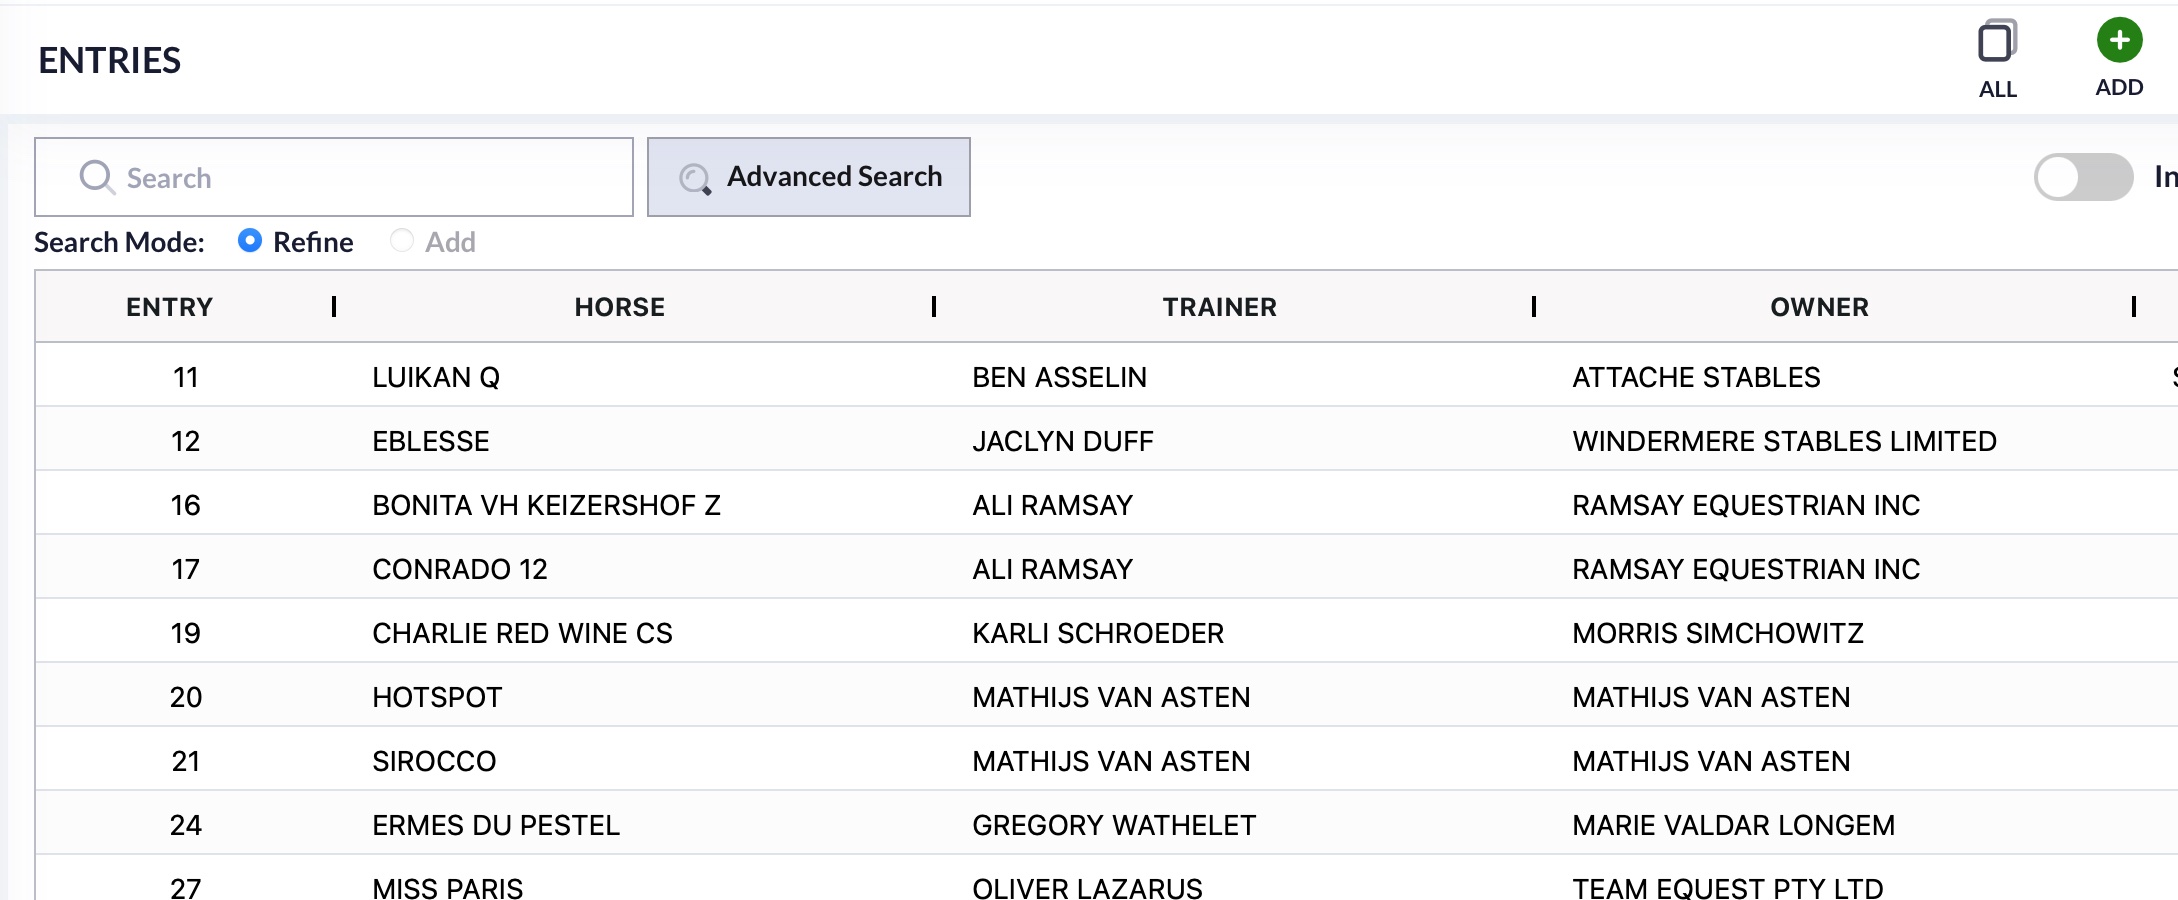 ENTRIES
ALL
ADD
Search
Advanced Search
In
Search Mode: Refine Add
ENTRY HORSE TRAINER OWNER
11 LUIKAN Q BEN ASSELIN ATTACHE STABLES
12 EBLESSE JACLYN DUFF WINDERMERE STABLES LIMITED
16 BONITA VH KEIZERSHOF Z ALI RAMSAY RAMSAY EQUESTRIAN INC
17 CONRADO 12 ALI RAMSAY RAMSAY EQUESTRIAN INC
19 CHARLIE RED WINE CS KARLI SCHROEDER MORRIS SIMCHOWITZ
20 HOTSPOT MATHIJS VAN ASTEN MATHIJS VAN ASTEN
21 SIROCCO MATHIJS VAN ASTEN MATHIJS VAN ASTEN
24 ERMES DU PESTEL GREGORY WATHELET MARIE VALDAR LONGEM
27 MISS PARIS OLIVER LAZARUS TEAM EQUEST PTY LTD